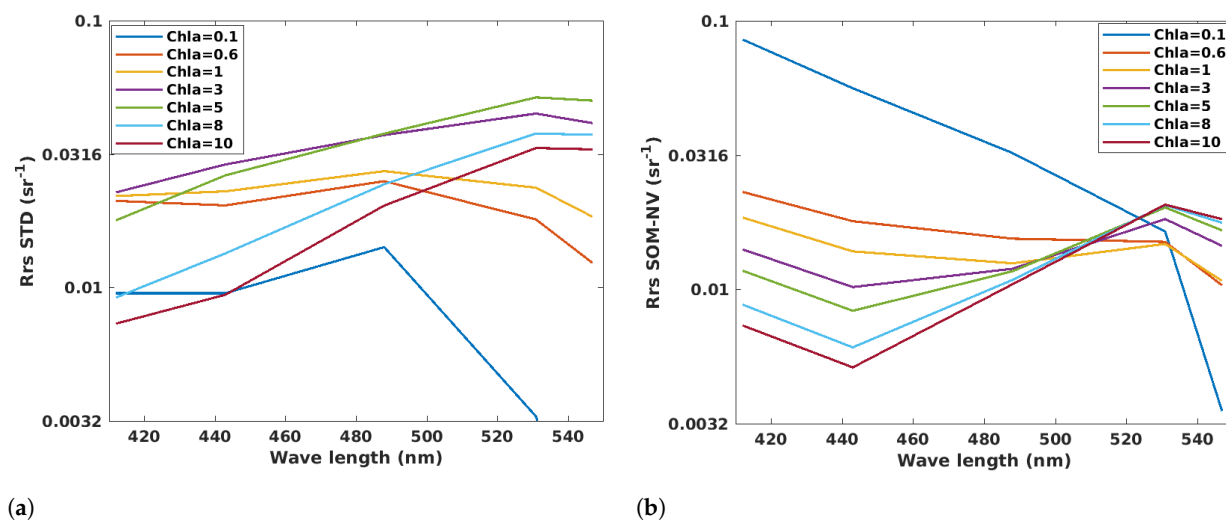 0.1
0.0316
0.01
0.0032
Rrs STD (sr-1)
Chla=0.1
Chla=0.6
Chla=1
Chla=3
Chla=5
Chla=8
Chla=10
420 440 460 480 500 520 540
Wave length (nm)
(a)
0.1
0.0316
0.01
0.0032
Rrs SOM-NV (sr-1)
Chla=0.1
Chla=0.6
Chla=1
Chla=3
Chla=5
Chla=8
Chla=10
420 440 460 480 500 520 540
Wave length (nm)
(b)